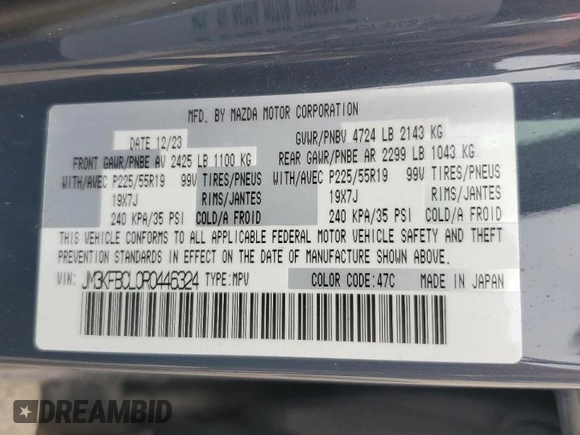 MFD. BY MAZDA MOTOR CORPORATION
DATE 12/23 GVWR/PNBV 4724 LB 2143 KG
FRONT GAWR/PNBE AV 2425 LB 1100 KG REAR GAWR/PNBE AR 2299 LB 1043 KG
WITH/AVEC P225/55R19 99V TIRES/PNEUS WITH/AVEC P225/55R19 99V TIRES/PNEUS
19X7J RIMS/JANTES 19X7J RIMS/JANTES
240 KPA/35 PSI COLD/A FROID 240 KPA/35 PSI COLD/A FROID
THIS VEHICLE CONFORMS TO ALL APPLICABLE FEDERAL MOTOR VEHICLE SAFETY AND THEFT
PREVENTION STANDARDS IN EFFECT ON THE DATE OF MANUFACTURE SHOWN ABOVE.
VIN: TYPE:MPV COLOR CODE:47C MADE IN JAPAN
DREAMBID